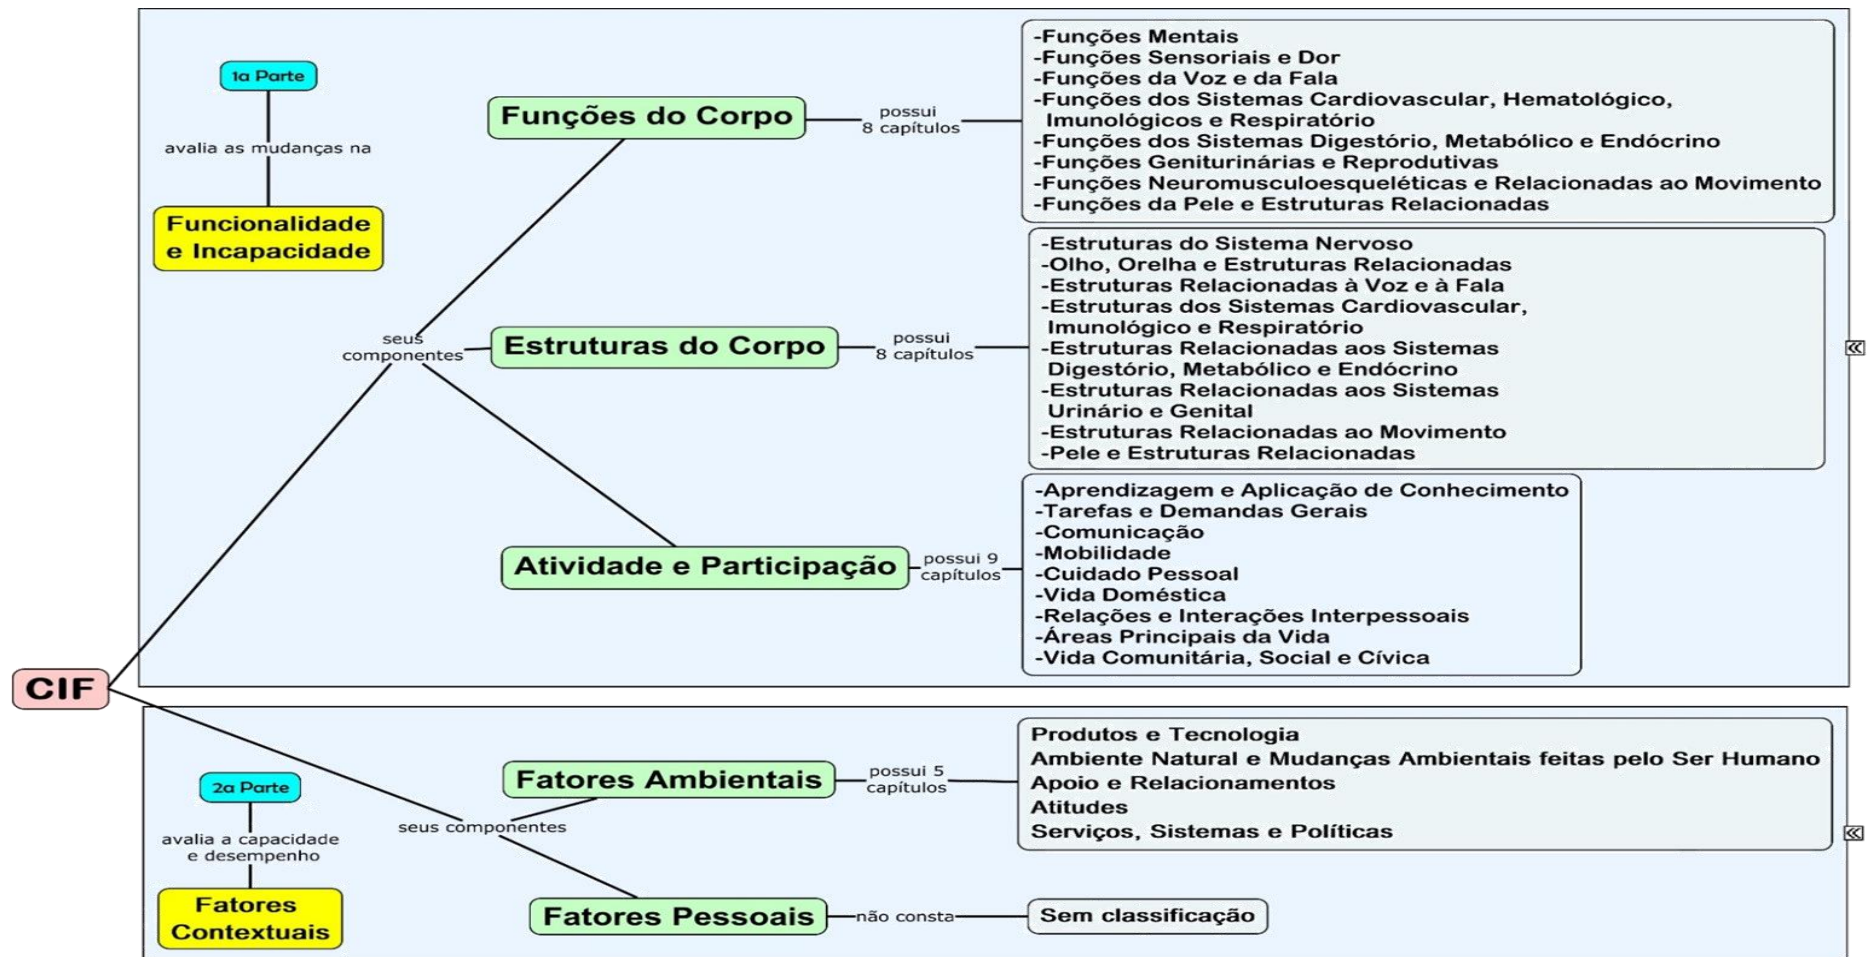 CIF
1a Parte
avalia as mudanças na
Funcionalidade
e Incapacidade
seus
componentes
Funções do Corpo
possui
8 capítulos
-Funções Mentais
-Funções Sensoriais e Dor
-Funções da Voz e da Fala
-Funções dos Sistemas Cardiovascular, Hematológico,
Imunológicos e Respiratório
-Funções dos Sistemas Digestório, Metabólico e Endócrino
-Funções Geniturinárias e Reprodutivas
-Funções Neuromusculoesqueléticas e Relacionadas ao Movimento
-Funções da Pele e Estruturas Relacionadas
Estruturas do Corpo
possui
8 capítulos
-Estruturas do Sistema Nervoso
-Olho, Orelha e Estruturas Relacionadas
-Estruturas Relacionadas à Voz e à Fala
-Estruturas dos Sistemas Cardiovascular,
Imunológico e Respiratório
-Estruturas Relacionadas aos Sistemas
Digestório, Metabólico e Endócrino
-Estruturas Relacionadas aos Sistemas
Urinário e Genital
-Estruturas Relacionadas ao Movimento
-Pele e Estruturas Relacionadas
Atividade e Participação
possui 9
capítulos
-Aprendizagem e Aplicação de Conhecimento
-Tarefas e Demandas Gerais
-Comunicação
-Mobilidade
-Cuidado Pessoal
-Vida Doméstica
-Relações e Interações Interpessoais
-Áreas Principais da Vida
-Vida Comunitária, Social e Cívica
2a Parte
avalia a capacidade
e desempenho
Fatores
Contextuais
seus componentes
Fatores Ambientais
possui 5
capítulos
Produtos e Tecnologia
Ambiente Natural e Mudanças Ambientais feitas pelo Ser Humano
Apoio e Relacionamentos
Atitudes
Serviços, Sistemas e Políticas
Fatores Pessoais
não consta
Sem classificação